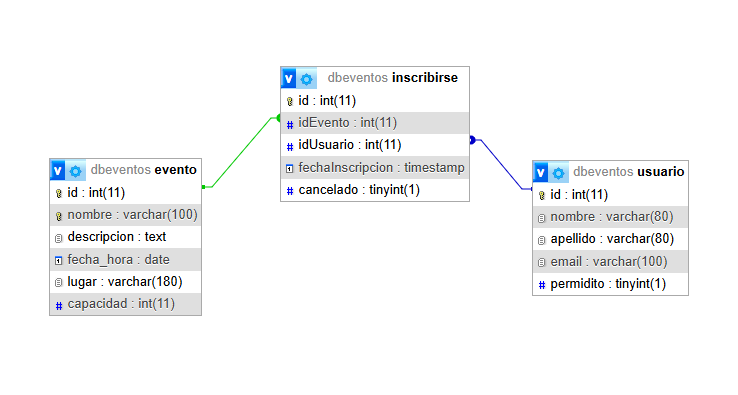 dbeventos evento
id : int(11)
nombre : varchar(100)
descripcion : text
fecha_hora : date
lugar : varchar(180)
capacidad : int(11)
dbeventos inscribirse
id : int(11)
idEvento : int(11)
idUsuario : int(11)
fechaInscripcion : timestamp
cancelado : tinyint(1)
dbeventos usuario
id : int(11)
nombre : varchar(80)
apellido : varchar(80)
email : varchar(100)
permidito : tinyint(1)